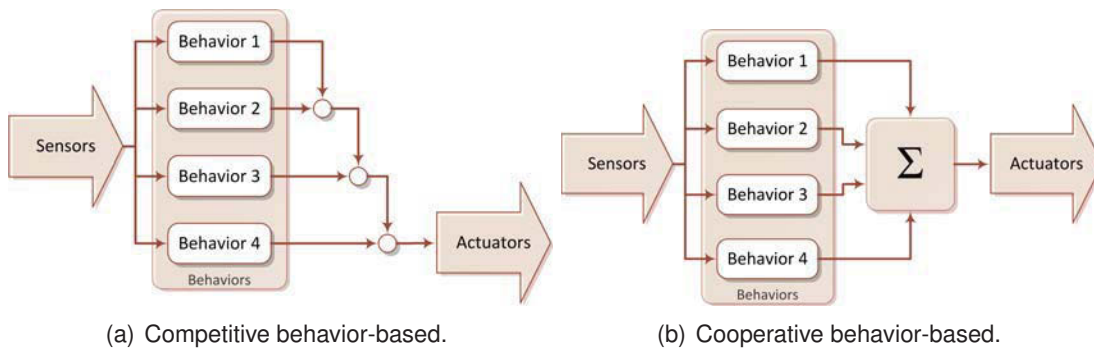 Sensors
Behavior 1
Behavior 2
Behavior 3
Behavior 4
Behaviors
Actuators
(a) Competitive behavior-based.
Sensors
Behavior 1
Behavior 2
Behavior 3
Behavior 4
Behaviors
Σ
Actuators
(b) Cooperative behavior-based.